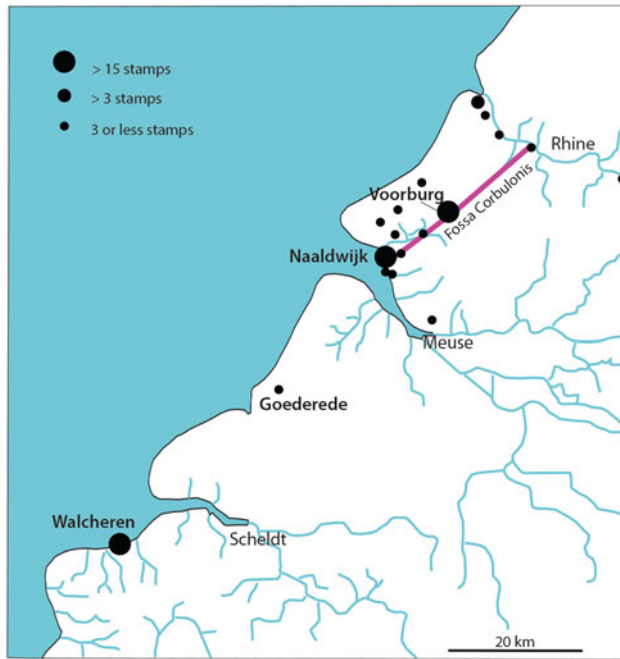 > 15 stamps
> 3 stamps
3 or less stamps
Rhine
Voorburg
Fossa Corbulonis
Naaldwijk
Meuse
Goederede
Walcheren
Scheldt
20 km